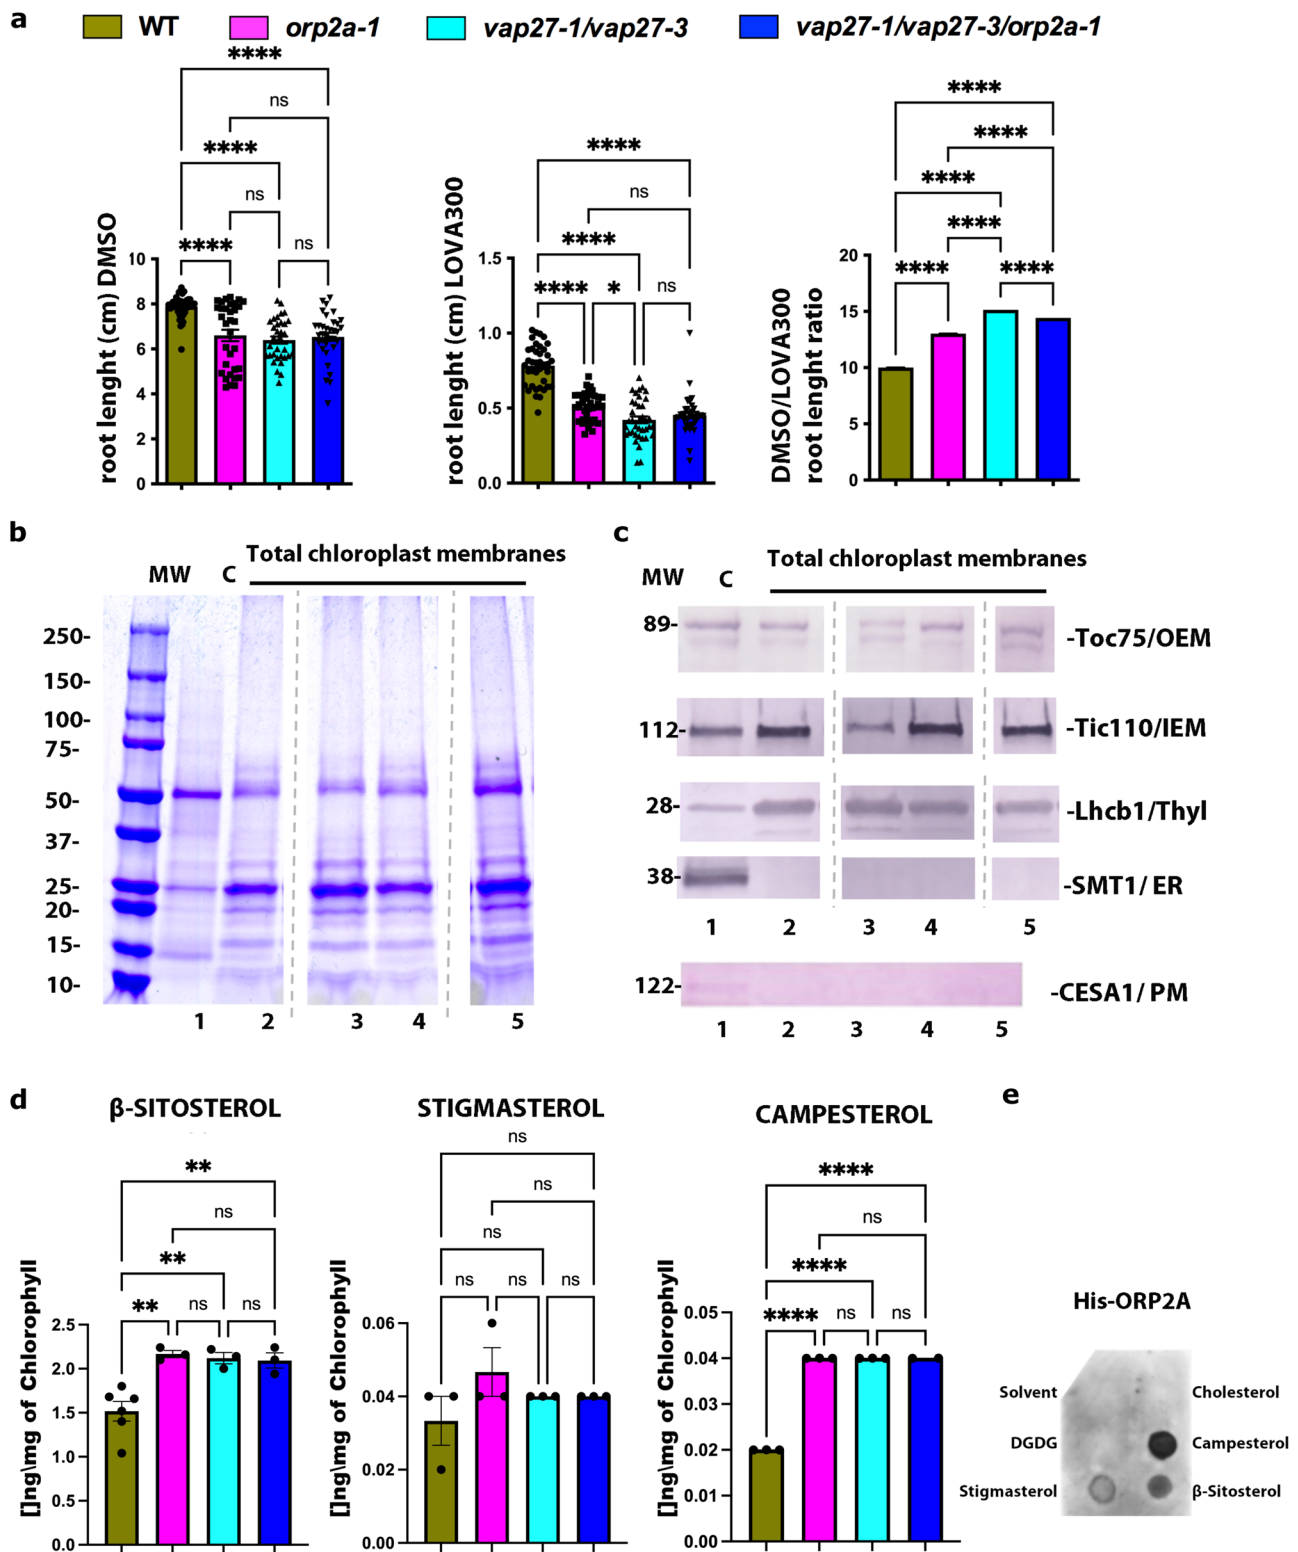 a
WT orp2a-1 vap27-1/vap27-3 vap27-1/vap27-3/orp2a-1
root lenght (cm) DMSO
**** ns **** ns **** ns
10
8
6
4
2
0
root lenght (cm) LOVA300
**** ns **** **** * ns
1.5
1.0
0.5
0.0
DMSO/LOVA300
root lenght ratio
**** **** **** **** **** ****
20
15
10
5
0
b
Total chloroplast membranes
MW C
250-
150-
100-
75-
50-
37-
25-
20-
15-
10-
1 2 3 4 5
c
Total chloroplast membranes
MW C
89- -Toc75/OEM
112- -Tic110/IEM
28- -Lhcb1/Thyl
38- -SMT1/ ER
1 2 3 4 5
122- -CESA1/ PM
1 2 3 4 5
d
β-SITOSTEROL
[]ng\mg of Chlorophyll
** ns ** ** ns ns
2.5
2.0
1.5
1.0
0.5
0.0
STIGMASTEROL
[]ng\mg of Chlorophyll
ns ns ns ns ns ns
0.06
0.04
0.02
0.00
CAMPESTEROL
[]ng\mg of Chlorophyll
**** ns **** **** ns ns
0.05
0.04
0.03
0.02
0.01
0.00
e
His-ORP2A
Solvent Cholesterol
DGDG Campesterol
Stigmasterol β-Sitosterol